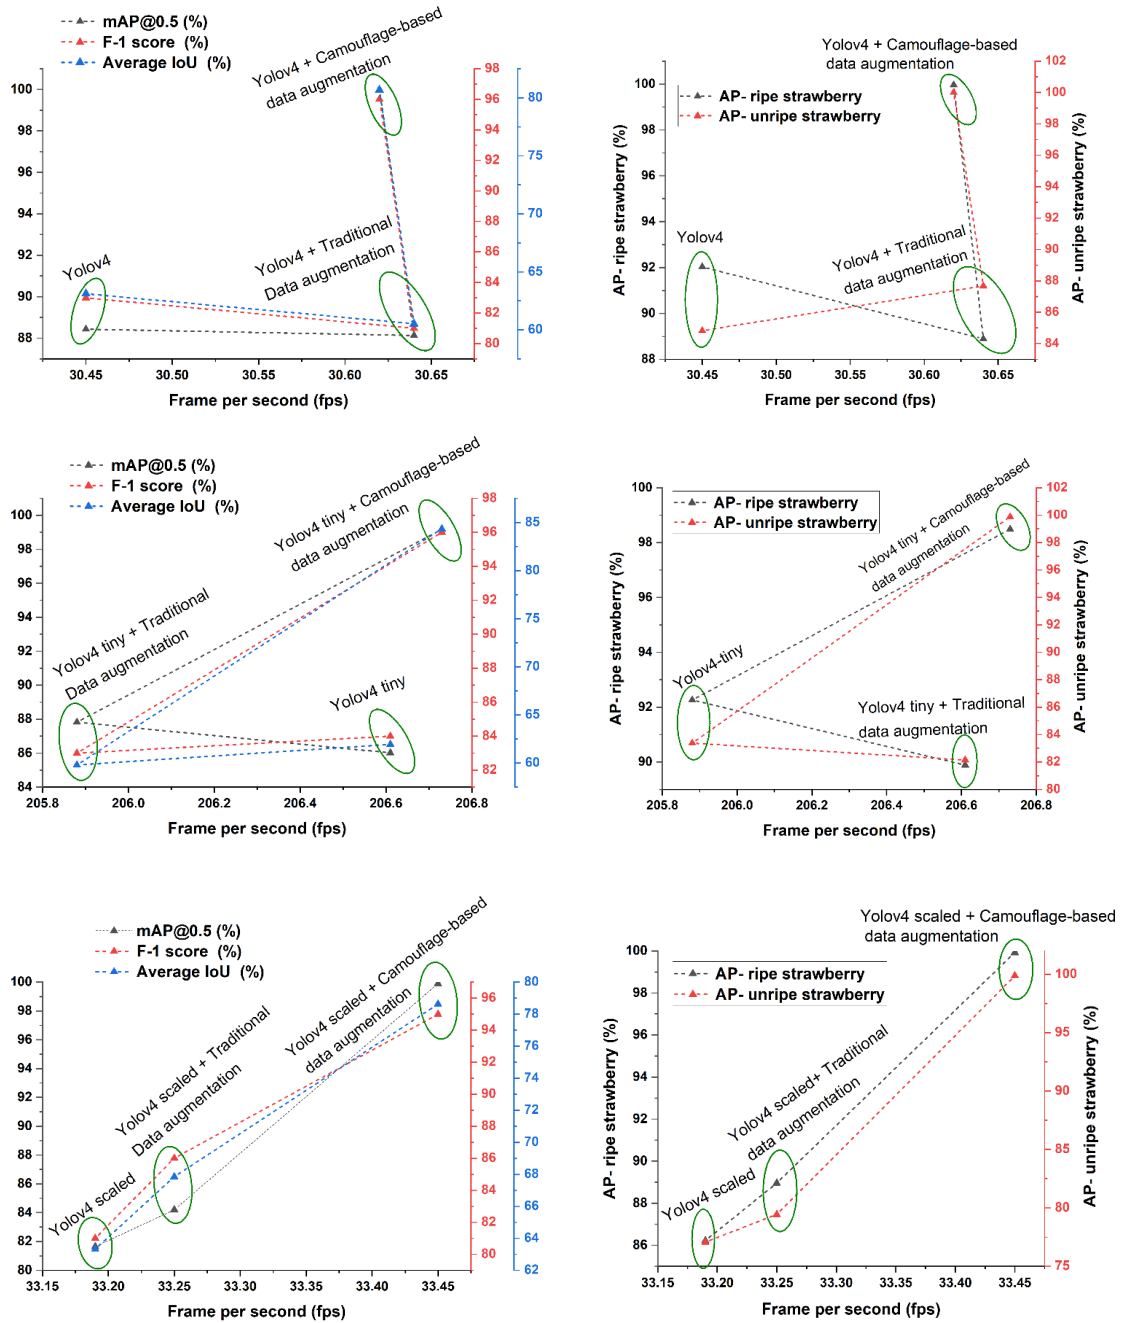 mAP@0.5 (%)
F-1 score (%)
Average IoU (%)
Yolov4 + Camouflage-based
data augmentation
Yolov4
Yolov4 + Traditional
Data augmentation
100
98
96
94
92
90
88
98
96
94
92
90
88
86
84
82
80
80
75
70
65
60
30.45 30.50 30.55 30.60 30.65
Frame per second (fps)
Yolov4 + Camouflage-based
data augmentation
AP- ripe strawberry
AP- unripe strawberry
Yolov4
Yolov4 + Traditional
data augmentation
AP- ripe strawberry (%)
100
98
96
94
92
90
88
100
98
96
94
92
90
88
86
84
AP- unripe strawberry (%)
30.45 30.50 30.55 30.60 30.65
Frame per second (fps)
mAP@0.5 (%)
F-1 score (%)
Average IoU (%)
Yolov4 tiny + Camouflage-based
data augmentation
Yolov4 tiny + Traditional
Data augmentation
Yolov4 tiny
100
98
96
94
92
90
88
86
84
98
96
94
92
90
88
86
84
82
85
80
75
70
65
60
205.8 206.0 206.2 206.4 206.6 206.8
Frame per second (fps)
AP- ripe strawberry
AP- unripe strawberry
Yolov4 tiny + Camouflage-based
data augmentation
Yolov4-tiny
Yolov4 tiny + Traditional
data augmentation
AP- ripe strawberry (%)
100
98
96
94
92
90
102
100
98
96
94
92
90
88
86
84
82
80
AP- unripe strawberry (%)
205.8 206.0 206.2 206.4 206.6 206.8
Frame per second (fps)
mAP@0.5 (%)
F-1 score (%)
Average IoU (%)
Yolov4 scaled + Camouflage-based
data augmentation
Yolov4 scaled + Traditional
Data augmentation
Yolov4 scaled
100
98
96
94
92
90
88
86
84
82
80
96
94
92
90
88
86
84
82
80
80
78
76
74
72
70
68
66
64
62
33.15 33.20 33.25 33.30 33.35 33.40 33.45
Frame per second (fps)
Yolov4 scaled + Camouflage-based
data augmentation
AP- ripe strawberry
AP- unripe strawberry
Yolov4 scaled+ Traditional
data augmentation
Yolov4 scaled
AP- ripe strawberry (%)
100
98
96
94
92
90
88
86
100
95
90
85
80
75
AP- unripe strawberry (%)
33.15 33.20 33.25 33.30 33.35 33.40 33.45
Frame per second (fps)